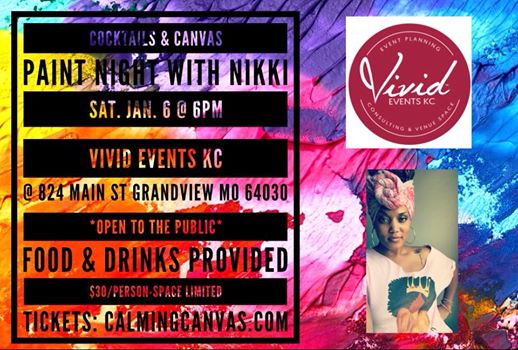 COCKTAILS & CANVAS
PAINT NIGHT WITH NIKKI
SAT. JAN. 6 @ 6PM
VIVID EVENTS KC
@ 824 MAIN ST GRANDVIEW MO 64030
*OPEN TO THE PUBLIC*
FOOD & DRINKS PROVIDED
$30/PERSON-SPACE LIMITED
TICKETS: CALMINGCANVAS.COM
EVENT PLANNING
Vivid
EVENTS KC
CONSULTING & VENUE SPACE